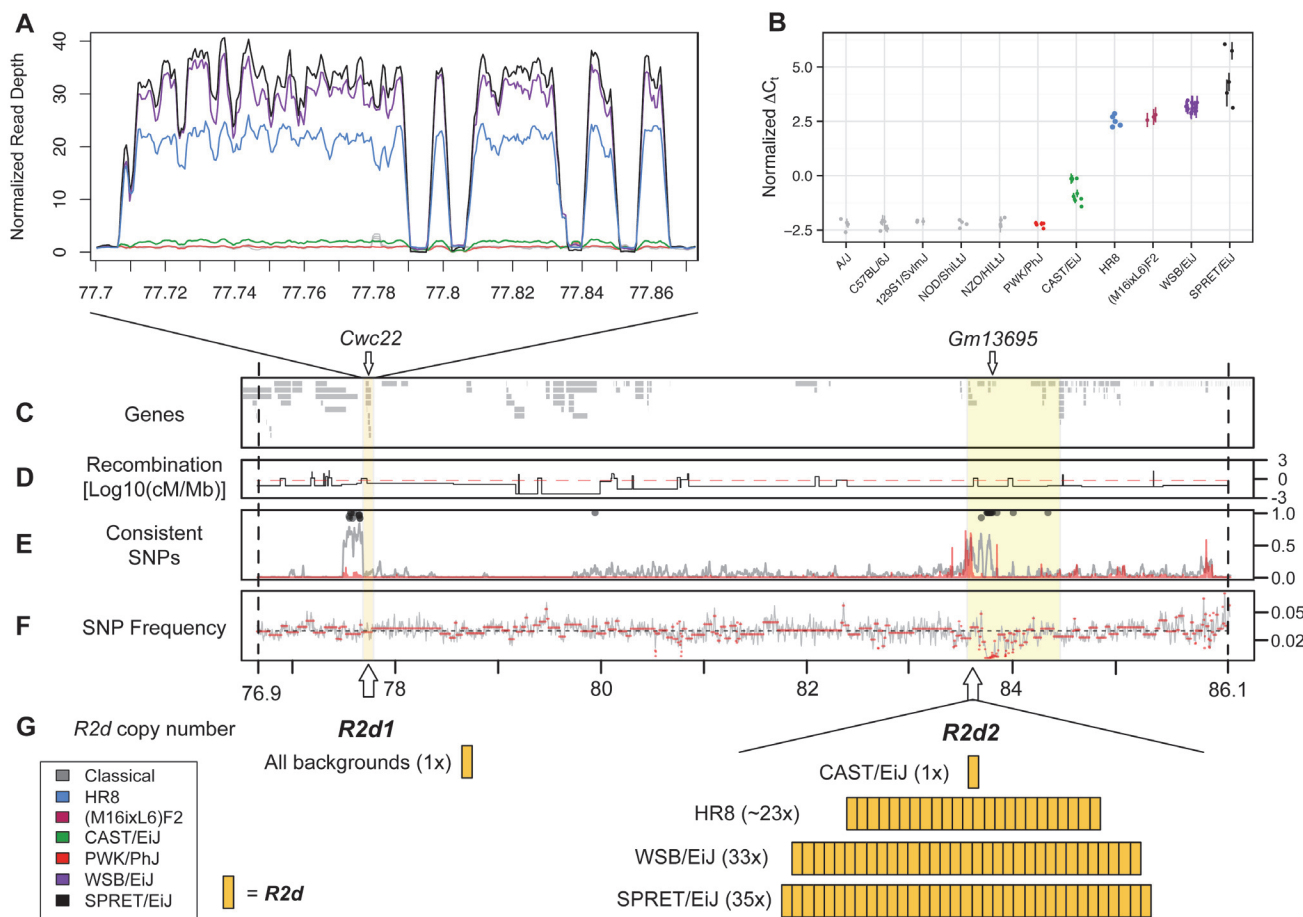 A
Normalized Read Depth
40
30
20
10
0
77.7
77.72
77.74
77.76
77.78
77.8
77.82
77.84
77.86
B
Normalized ΔCt
5.0
2.5
0.0
−2.5
A/J
C57BL/6J
129S1/SvImJ
NOD/ShiLtJ
NZO/HILtJ
PWK/PhJ
CAST/EiJ
HR8
(M16ixL6)F2
WSB/EiJ
SPRET/EiJ
Cwc22
Gm13695
C
Genes
D
Recombination
[Log10(cM/Mb)]
3
0
-3
E
Consistent
SNPs
1.0
0.5
0.0
F
SNP Frequency
0.05
0.02
76.9
78
80
82
84
86.1
G
R2d copy number
R2d1
R2d2
All backgrounds (1x)
CAST/EiJ (1x)
HR8 (~23x)
WSB/EiJ (33x)
SPRET/EiJ (35x)
Classical
HR8
(M16ixL6)F2
CAST/EiJ
PWK/PhJ
WSB/EiJ
SPRET/EiJ
= R2d